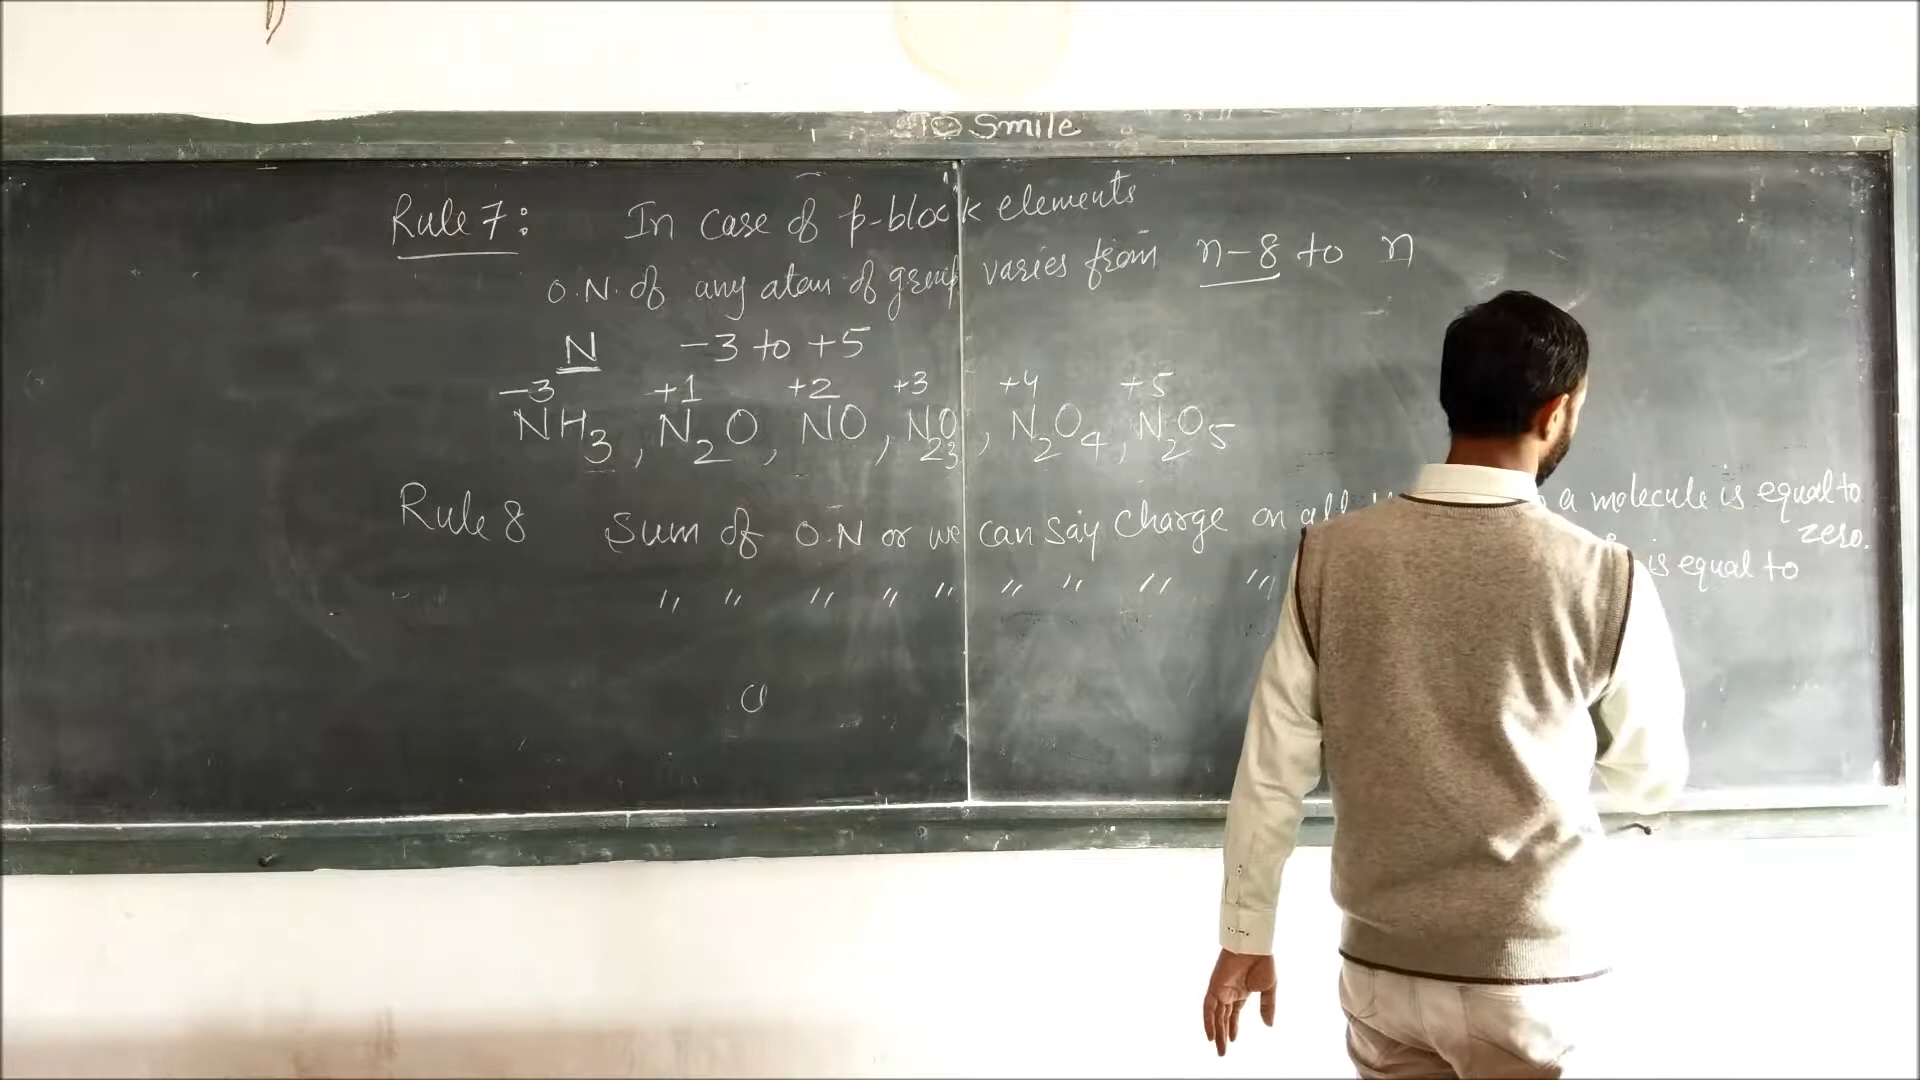 ☺ Smile
Rule 7: In case of p-block elements
O.N. of any atom of group varies from n-8 to n
N -3 to +5
-3 +1 +2 +3 +4 +5
NH3, N2O, NO, N2O3, N2O4, N2O5
Rule 8 Sum of O.N or we can say charge on all a molecule is equal to
zero.
〃 〃 〃 〃 〃 〃 〃 〃 〃 is equal to